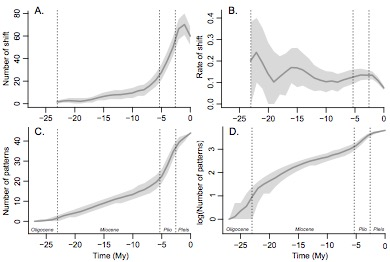 A.
Number of shift
0 20 40 60 80
−25 −20 −15 −10 −5 0
B.
Rate of shift
0.0 0.1 0.2 0.3 0.4
−25 −20 −15 −10 −5 0
C.
Number of patterns
0 10 20 30 40
Oligocene Miocene Plio Pleis
−25 −20 −15 −10 −5 0
Time (My)
D.
log(Number of patterns)
0 1 2 3
Oligocene Miocene Plio Pleis
−25 −20 −15 −10 −5 0
Time (My)